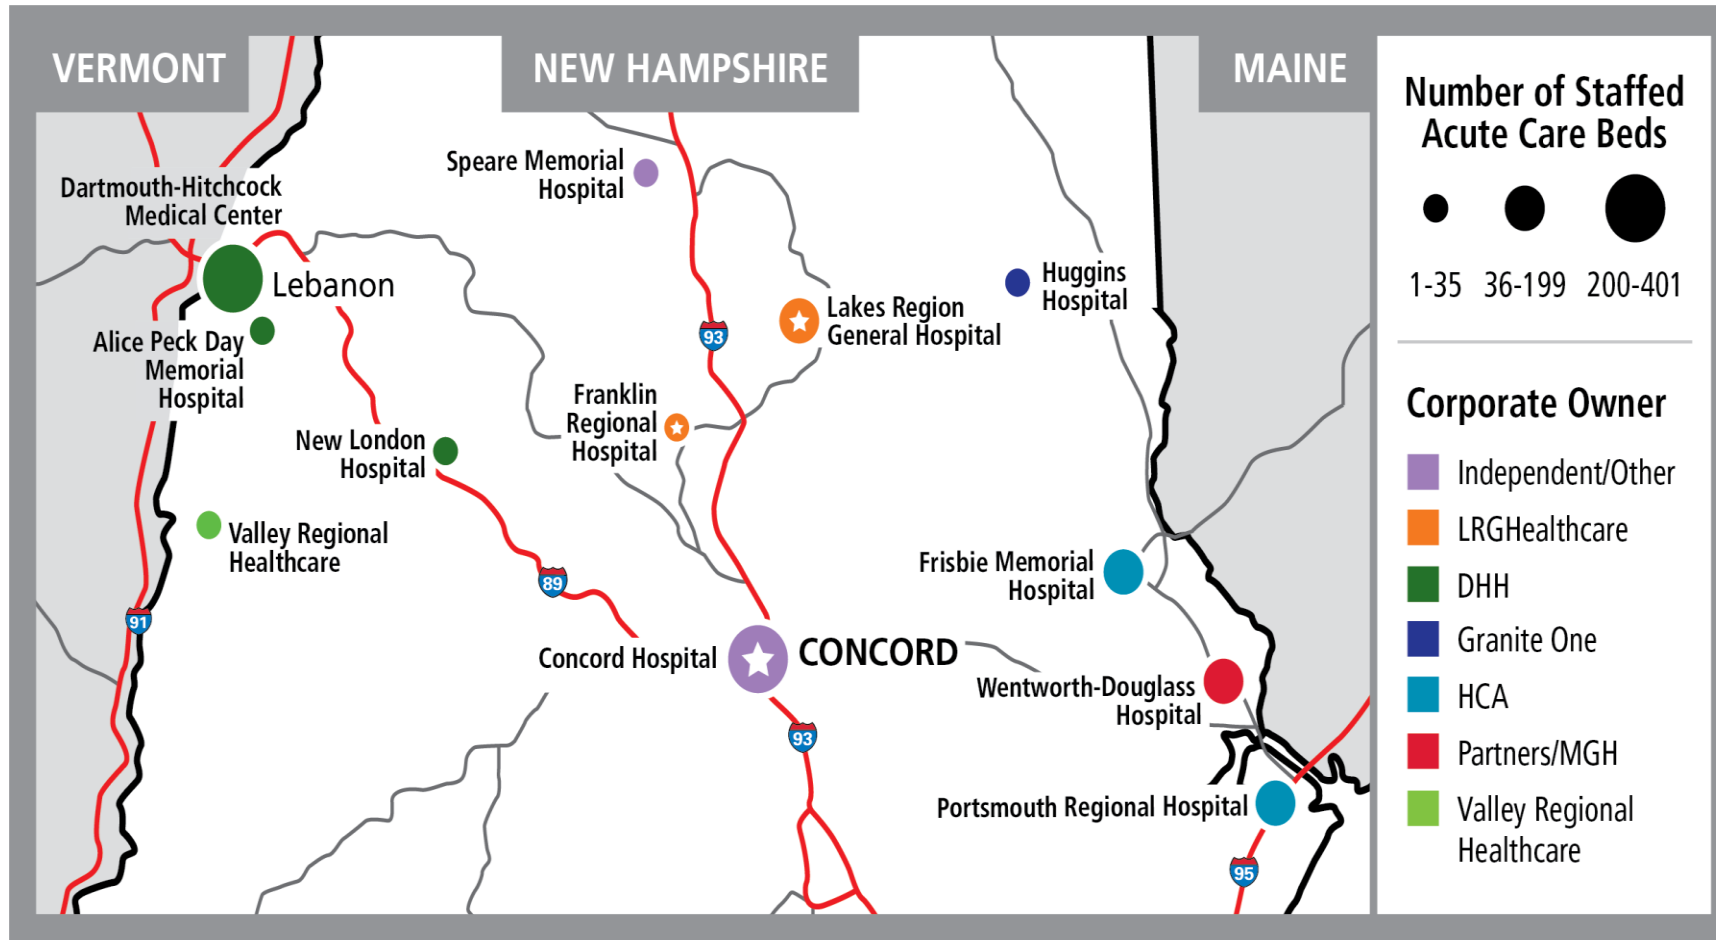 VERMONT
NEW HAMPSHIRE
MAINE
Speare Memorial
Hospital
Dartmouth-Hitchcock
Medical Center
Lebanon
Alice Peck Day
Memorial
Hospital
Huggins
Hospital
Lakes Region
General Hospital
93
Franklin
Regional
Hospital
New London
Hospital
Valley Regional
Healthcare
Frisbie Memorial
Hospital
89
91
Concord Hospital
CONCORD
Wentworth-Douglass
Hospital
93
Portsmouth Regional Hospital
95
Number of Staffed
Acute Care Beds
1-35 36-199 200-401
Corporate Owner
Independent/Other
LRGHealthcare
DHH
Granite One
HCA
Partners/MGH
Valley Regional
Healthcare